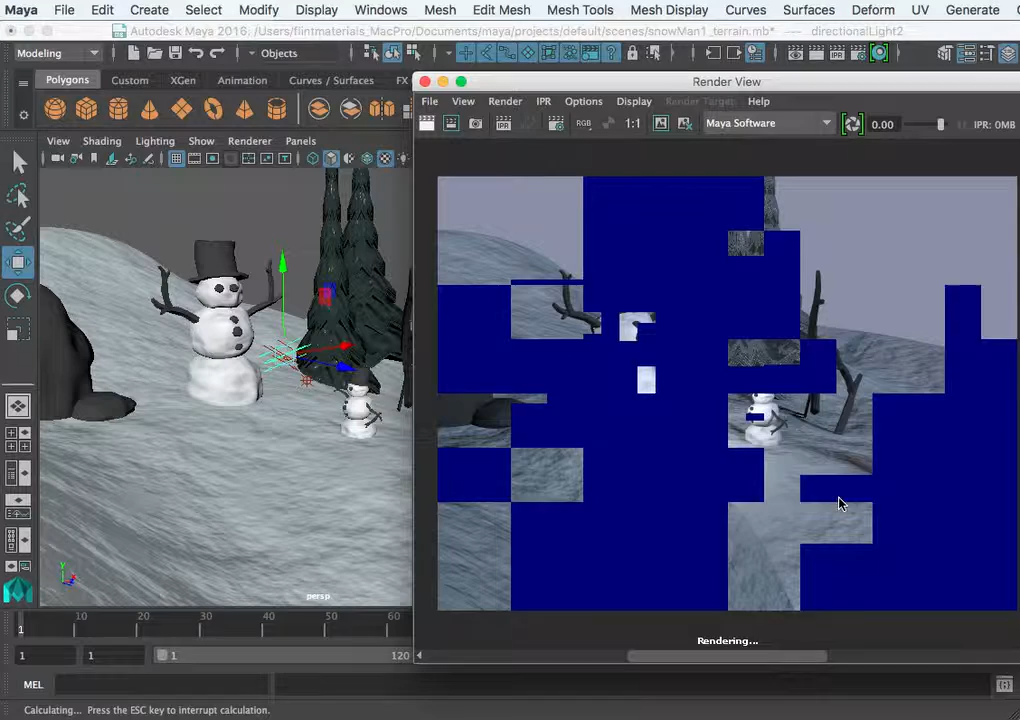 Maya File Edit Create Select Modify Display Windows Mesh Edit Mesh Mesh Tools Mesh Display Curves Surfaces Deform UV Generate
Autodesk Maya 2016: /Users/flintmaterials_MacPro/Documents/maya/projects/default/scenes/snowMan1_terrain.mb* --- directionalLight2
Modeling Objects
Polygons Custom XGen Animation Curves / Surfaces FX
Render View
File View Render IPR Options Display Render Target Help
IPR RGB 1:1 Maya Software 0.00 IPR: 0MB
View Shading Lighting Show Renderer Panels
y
persp
Rendering...
10 20 30 40 50 60
1
1 1 1 120
MEL
Calculating... Press the ESC key to interrupt calculation.